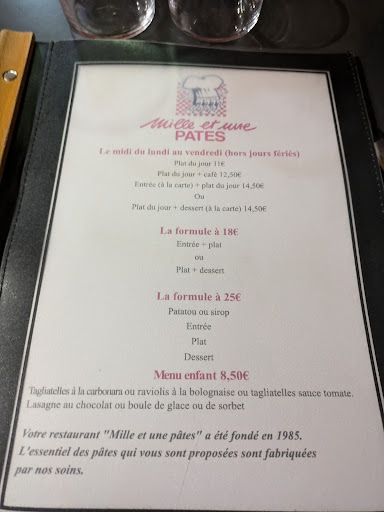 Mille et une
PATES
Le midi du lundi au vendredi (hors jours fériés)
Plat du jour 11€
Plat du jour + café 12,50€
Entrée (à la carte) + plat du jour 14,50€
Ou
Plat du jour + dessert (à la carte) 14,50€
La formule à 18€
Entrée + plat
ou
Plat + dessert
La formule à 25€
Patatou ou sirop
Entrée
Plat
Dessert
Menu enfant 8,50€
Tagliatelles à la carbonara ou raviolis à la bolognaise ou tagliatelles sauce tomate.
Lasagne au chocolat ou boule de glace ou de sorbet
Votre restaurant "Mille et une pâtes" a été fondé en 1985.
L'essentiel des pâtes qui vous sont proposées sont fabriquées
par nos soins.